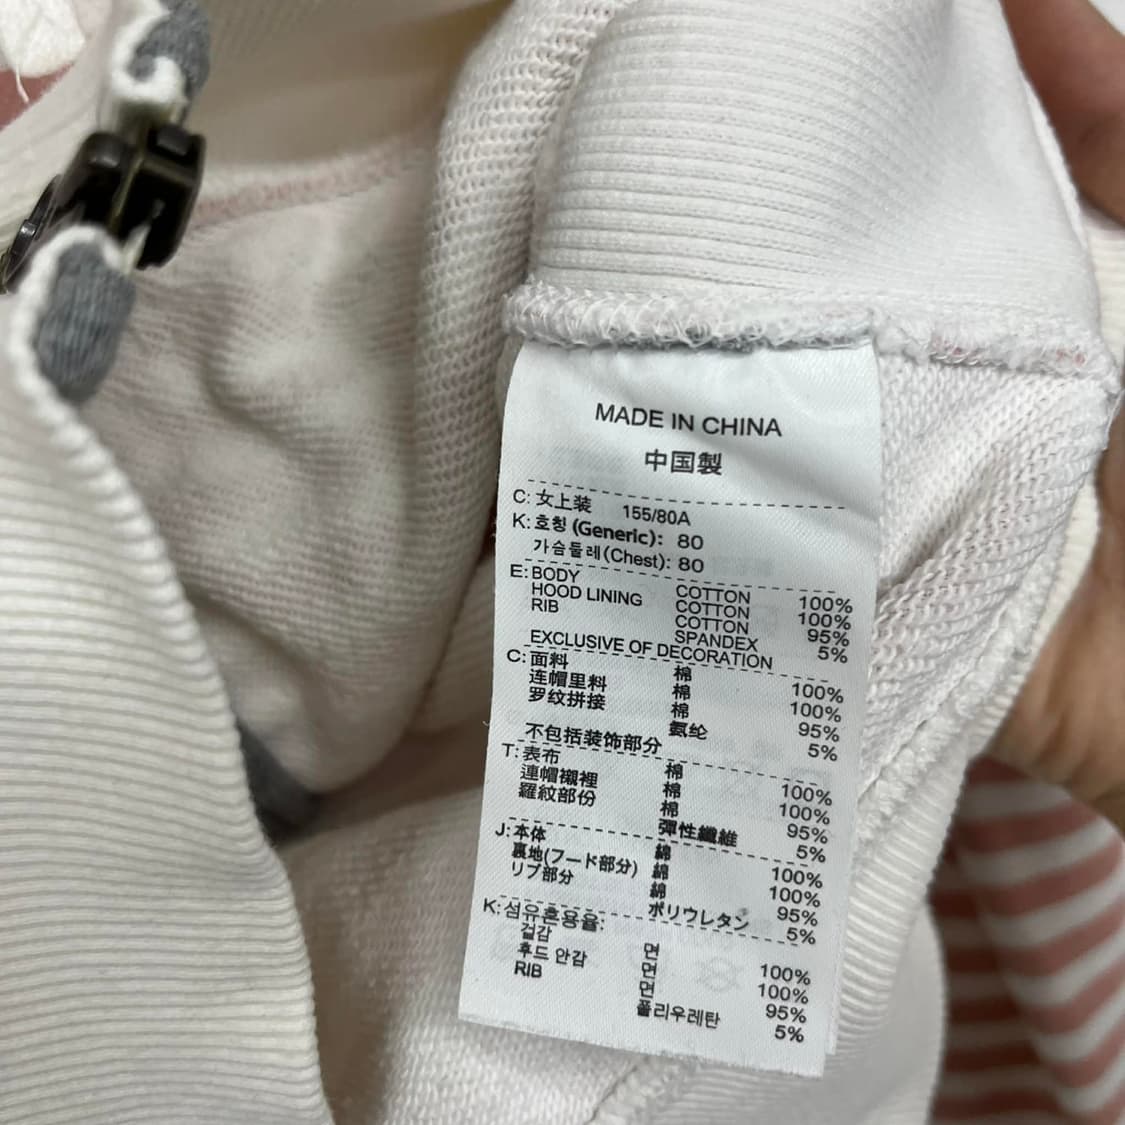 MADE IN CHINA
中国製
C: 女上装 155/80A
K: 호칭 (Generic): 80
가슴둘레(Chest): 80
E: BODY COTTON 100%
HOOD LINING COTTON 100%
RIB COTTON 95%
SPANDEX 5%
EXCLUSIVE OF DECORATION
C: 面料 棉 100%
连帽里料 棉 100%
罗纹拼接 棉 95%
氨纶 5%
不包括装饰部分
T: 表布 棉 100%
連帽襯裡 棉 100%
羅紋部份 棉 95%
彈性纖維 5%
J: 本体 綿 100%
裏地(フード部分) 綿 100%
リブ部分 綿 95%
ポリウレタン 5%
K: 섬유혼용율:
겉감 면 100%
후드 안감 면 100%
RIB 면 95%
폴리우레탄 5%